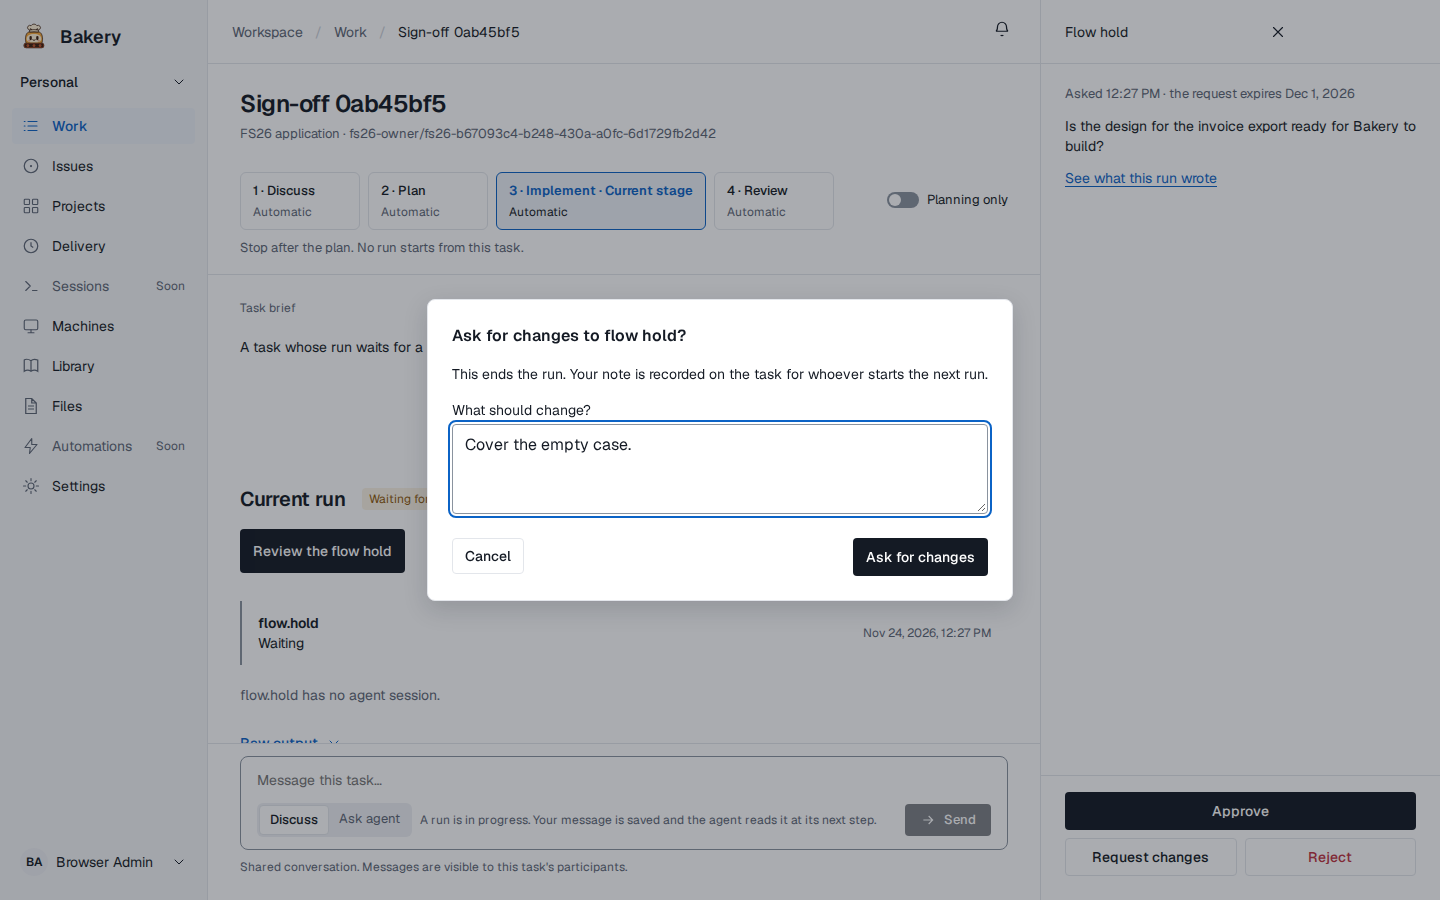 Bakery
Personal
Work
Issues
Projects
Delivery
Sessions Soon
Machines
Library
Files
Automations Soon
Settings
BA Browser Admin
Workspace / Work / Sign-off 0ab45bf5
Sign-off 0ab45bf5
FS26 application · fs26-owner/fs26-b67093c4-b248-430a-a0fc-6d1729fb2d42
1 · Discuss
Automatic
2 · Plan
Automatic
3 · Implement · Current stage
Automatic
4 · Review
Automatic
Planning only
Stop after the plan. No run starts from this task.
Task brief
A task whose run waits for a
Current run
Waiting for
Review the flow hold
flow.hold
Waiting
Nov 24, 2026, 12:27 PM
flow.hold has no agent session.
Raw output
Message this task…
Discuss
Ask agent
A run is in progress. Your message is saved and the agent reads it at its next step.
Send
Shared conversation. Messages are visible to this task's participants.
Ask for changes to flow hold?
This ends the run. Your note is recorded on the task for whoever starts the next run.
What should change?
Cover the empty case.
Cancel
Ask for changes
Flow hold
Asked 12:27 PM · the request expires Dec 1, 2026
Is the design for the invoice export ready for Bakery to
build?
See what this run wrote
Approve
Request changes
Reject